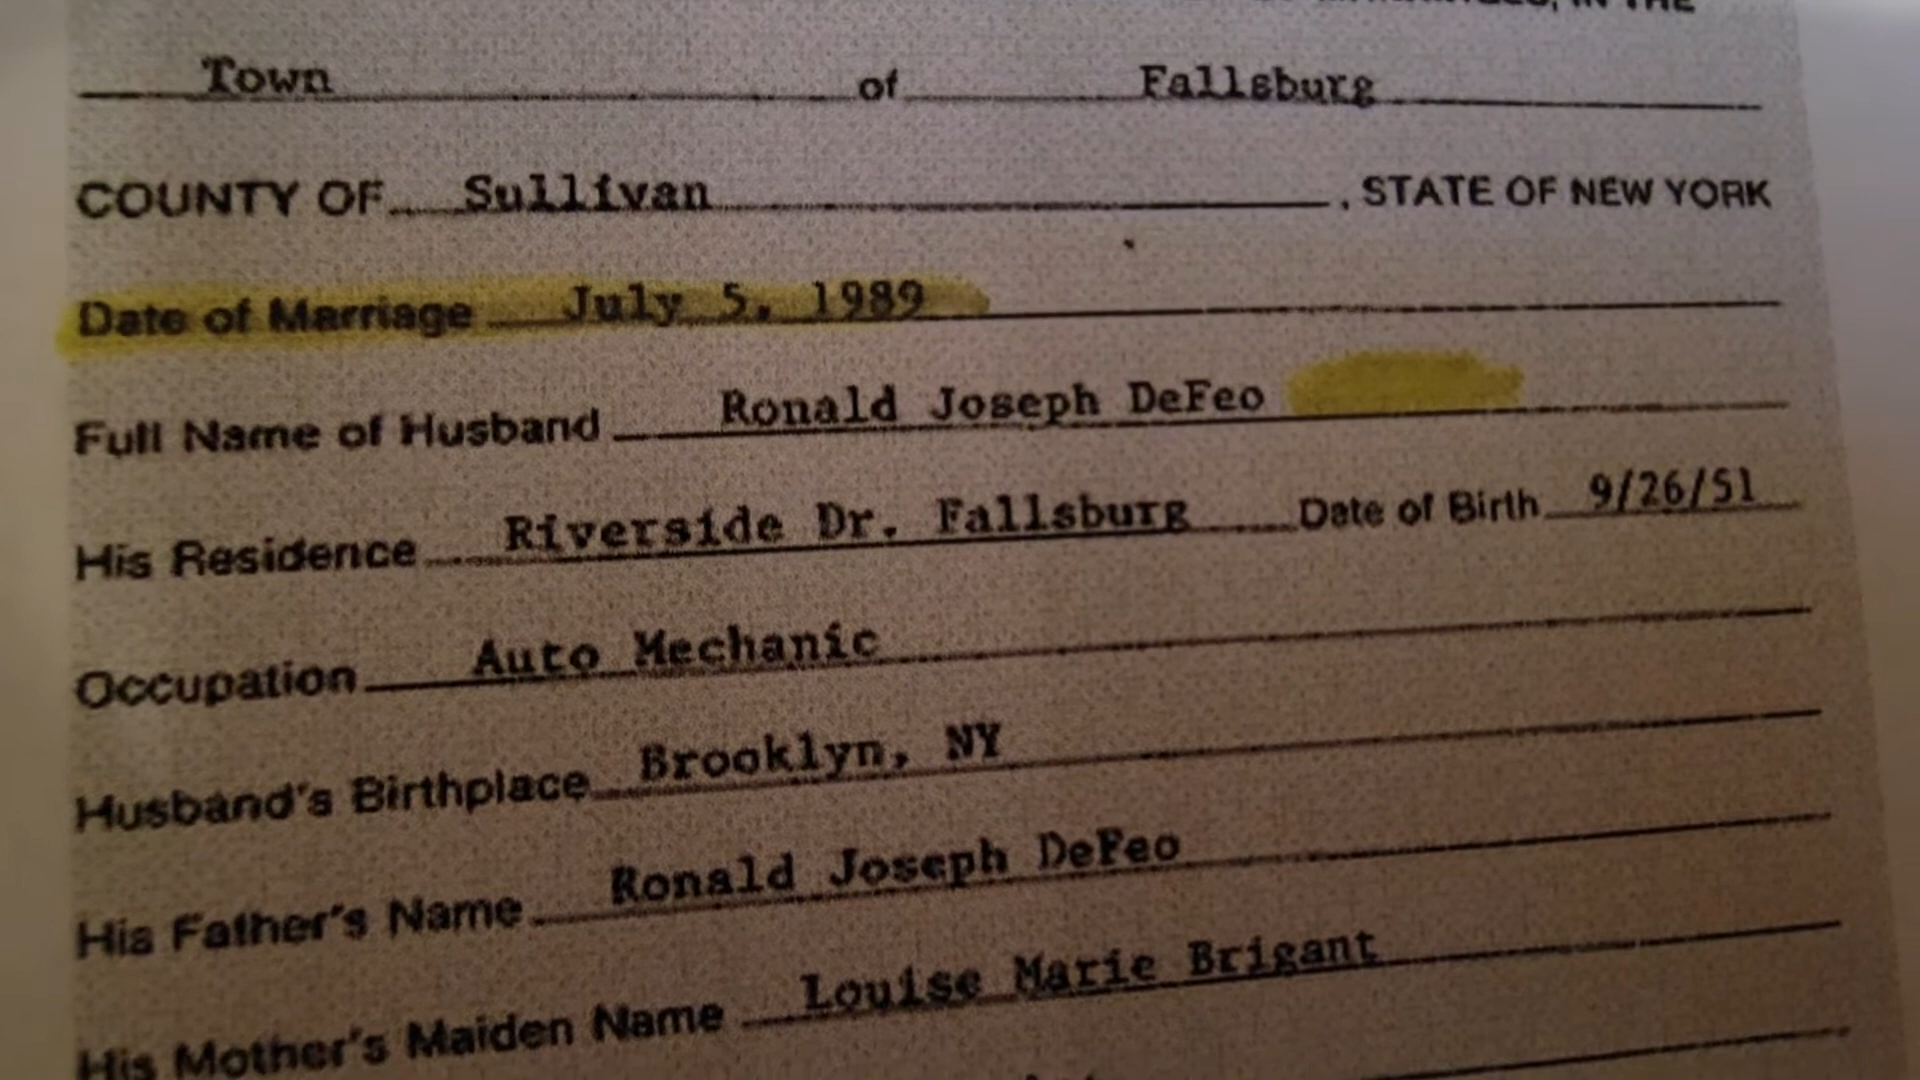 IN THE
Town of Fallsburg
COUNTY OF Sullivan, STATE OF NEW YORK
Date of Marriage July 5, 1989
Full Name of Husband Ronald Joseph DeFeo
His Residence Riverside Dr. Fallsburg Date of Birth 9/26/51
Occupation Auto Mechanic
Husband's Birthplace Brooklyn, NY
His Father's Name Ronald Joseph DeFeo
His Mother's Maiden Name Louise Marie Brigant